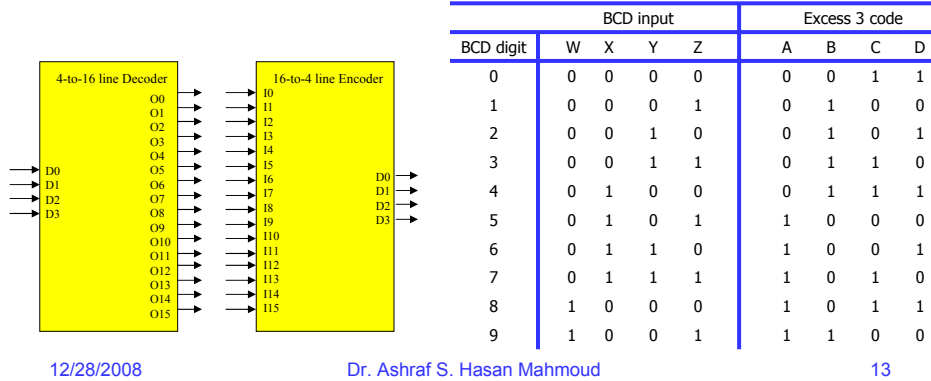 4-to-16 line Decoder
O0
O1
O2
O3
O4
O5
O6
O7
O8
O9
O10
O11
O12
O13
O14
O15
D0
D1
D2
D3
16-to-4 line Encoder
I0
I1
I2
I3
I4
I5
I6
I7
I8
I9
I10
I11
I12
I13
I14
I15
D0
D1
D2
D3
BCD input Excess 3 code
BCD digit W X Y Z A B C D
0 0 0 0 0 0 0 1 1
1 0 0 0 1 0 1 0 0
2 0 0 1 0 0 1 0 1
3 0 0 1 1 0 1 1 0
4 0 1 0 0 0 1 1 1
5 0 1 0 1 1 0 0 0
6 0 1 1 0 1 0 0 1
7 0 1 1 1 1 0 1 0
8 1 0 0 0 1 0 1 1
9 1 0 0 1 1 1 0 0
12/28/2008 Dr. Ashraf S. Hasan Mahmoud 13